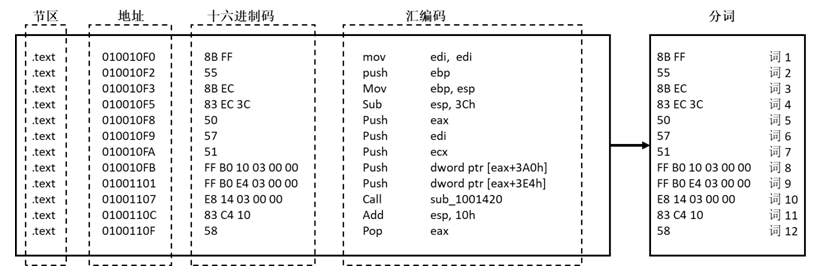 节区 地址 十六进制码 汇编码 分词
.text 010010F0 8B FF mov edi, edi 8B FF 词 1
.text 010010F2 55 push ebp 55 词 2
.text 010010F3 8B EC Mov ebp, esp 8B EC 词 3
.text 010010F5 83 EC 3C Sub esp, 3Ch 83 EC 3C 词 4
.text 010010F8 50 Push eax 50 词 5
.text 010010F9 57 Push edi 57 词 6
.text 010010FA 51 Push ecx 51 词 7
.text 010010FB FF B0 10 03 00 00 Push dword ptr [eax+3A0h] FF B0 10 03 00 00 词 8
.text 01001101 FF B0 E4 03 00 00 Push dword ptr [eax+3E4h] FF B0 E4 03 00 00 词 9
.text 01001107 E8 14 03 00 00 Call sub_1001420 E8 14 03 00 00 词 10
.text 0100110C 83 C4 10 Add esp, 10h 83 C4 10 词 11
.text 0100110F 58 Pop eax 58 词 12